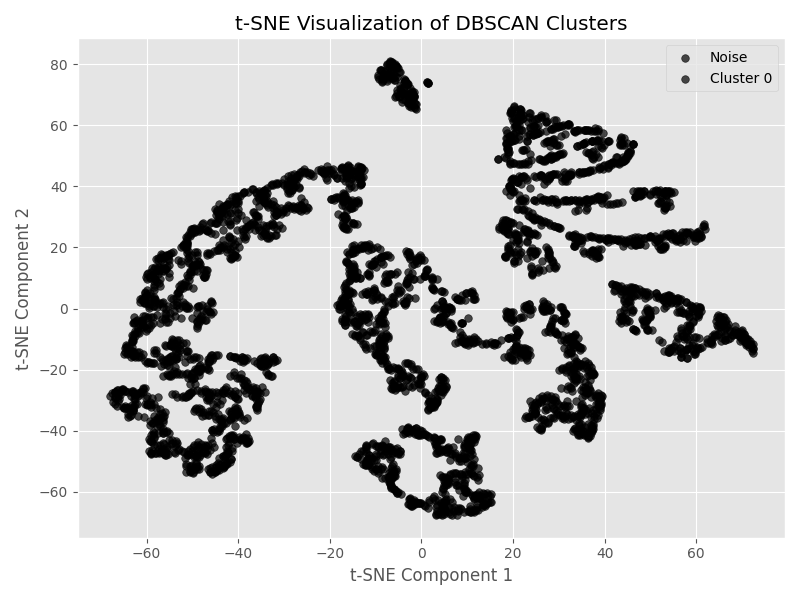 t-SNE Visualization of DBSCAN Clusters
Noise
Cluster 0
80
60
40
20
0
−20
−40
−60
t-SNE Component 2
−60 −40 −20 0 20 40 60
t-SNE Component 1